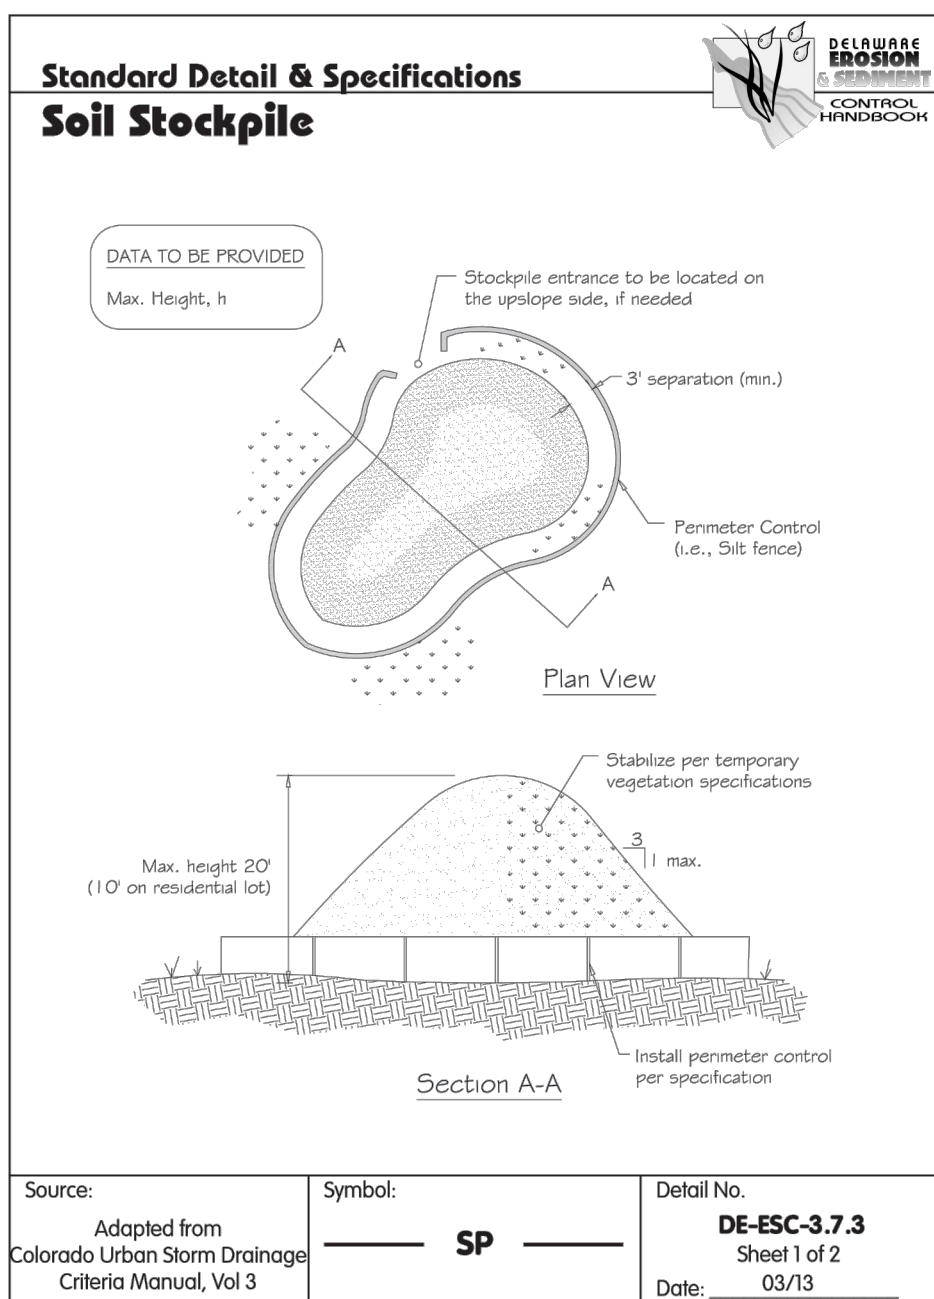 Standard Detail & Specifications
Soil Stockpile
DELAWARE
EROSION
& SEDIMENT
CONTROL
HANDBOOK
DATA TO BE PROVIDED
Max. Height, h
Stockpile entrance to be located on
the upslope side, if needed
A
3' separation (min.)
Perimeter Control
(i.e., Silt fence)
A
Plan View
Stabilize per temporary
vegetation specifications
3
1 max.
Max. height 20'
(10' on residential lot)
Install perimeter control
per specification
Section A-A
Source:
Adapted from
Colorado Urban Storm Drainage
Criteria Manual, Vol 3
Symbol:
SP
Detail No.
DE-ESC-3.7.3
Sheet 1 of 2
Date: 03/13